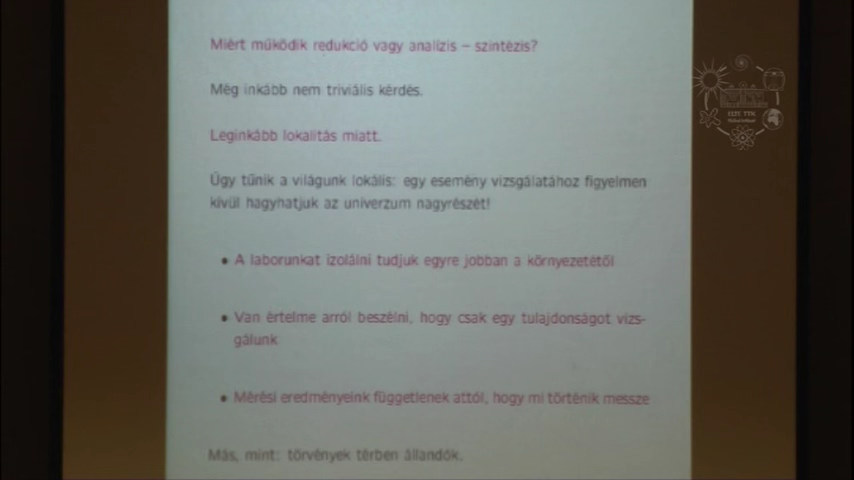 Miért működik redukció vagy analízis – szintézis?
Még inkább nem triviális kérdés.
Leginkább lokalitás miatt.
Úgy tűnik a világunk lokális: egy esemény vizsgálatához figyelmen
kívül hagyhatjuk az univerzum nagyrészét!
• A laborunkat izolálni tudjuk egyre jobban a környezetétől
• Van értelme arról beszélni, hogy csak egy tulajdonságot vizs-
gálunk
• Mérési eredményeink függetlenek attól, hogy mi történik messze
Más, mint: törvények térben állandók.
ELTE TTK